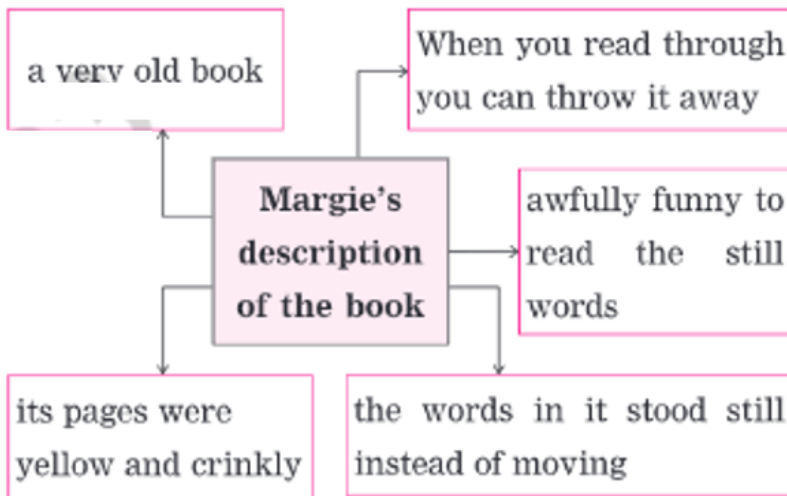 a very old book
When you read through
you can throw it away
Margie's
description
of the book
awfully funny to
read the still
words
its pages were
yellow and crinkly
the words in it stood still
instead of moving